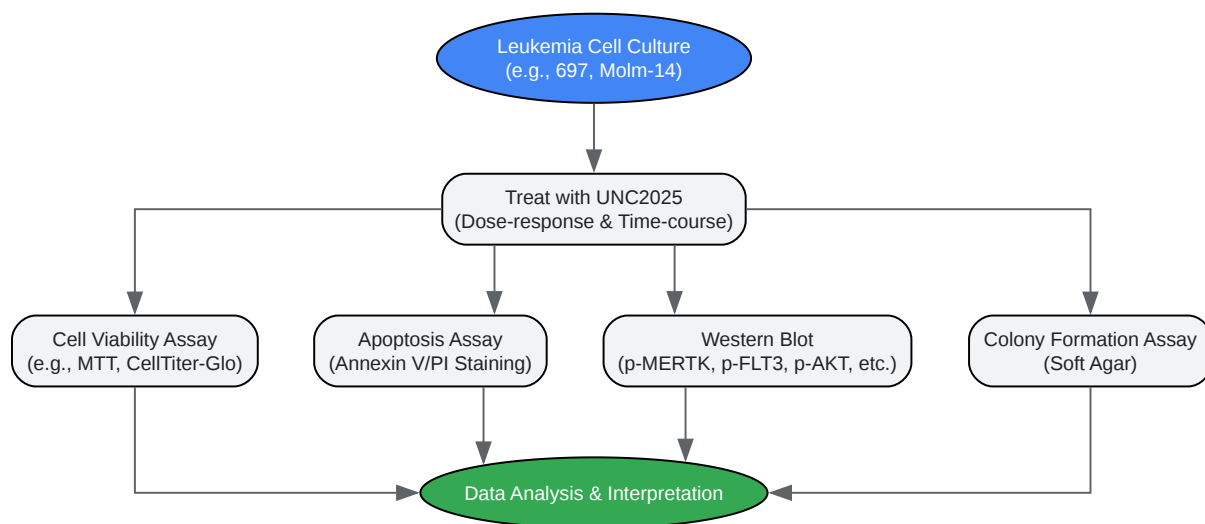 Leukemia Cell Culture
(e.g., 697, Molm-14)
Treat with UNC2025
(Dose-response & Time-course)
Cell Viability Assay
(e.g., MTT, CellTiter-Glo)
Apoptosis Assay
(Annexin V/PI Staining)
Western Blot
(p-MERTK, p-FLT3, p-AKT, etc.)
Colony Formation Assay
(Soft Agar)
Data Analysis & Interpretation